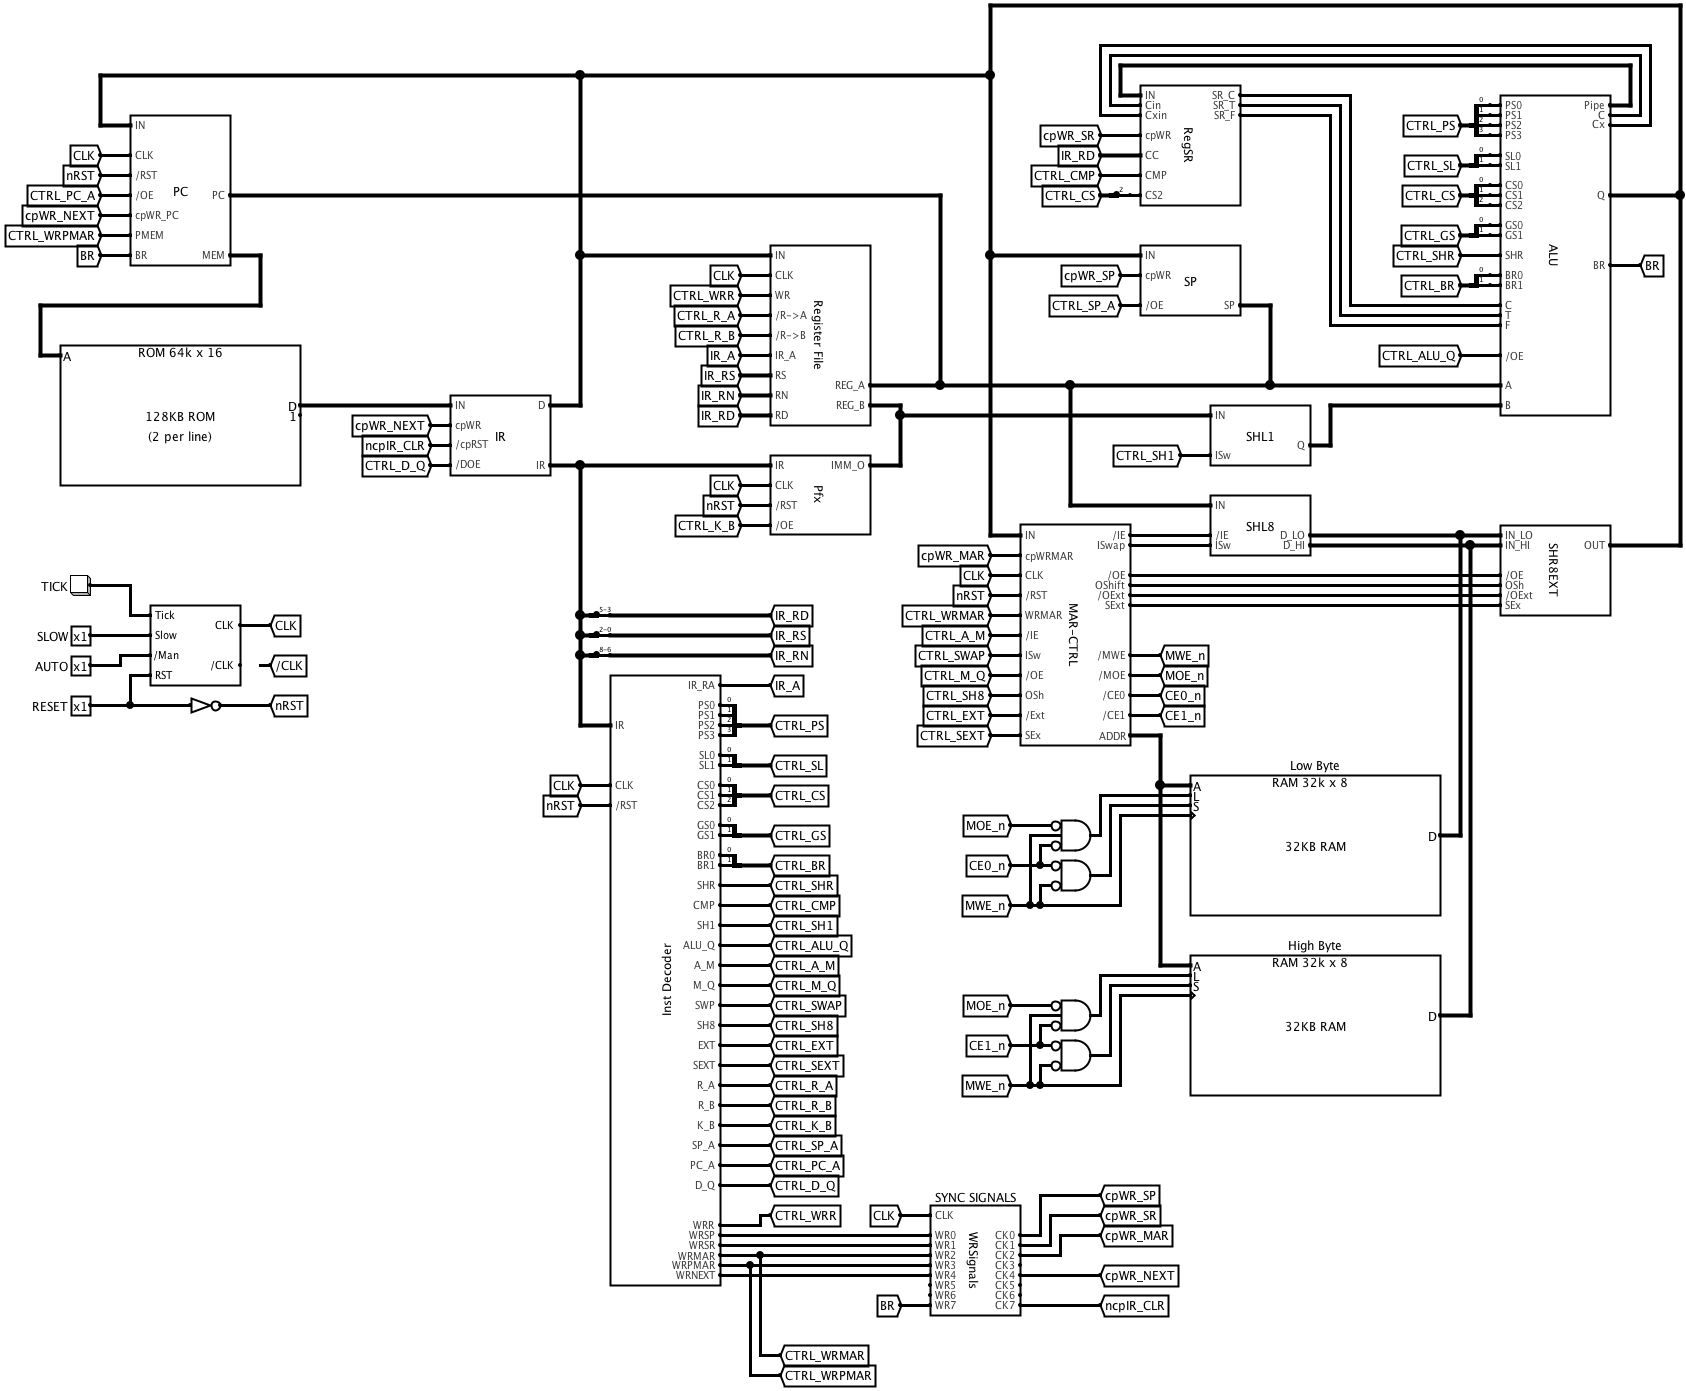 IN
CLK
/RST
/OE
cpWR_PC
PMEM
BR
PC
PC
MEM
CLK
nRST
CTRL_PC_A
cpWR_NEXT
CTRL_WRPMAR
BR
ROM 64k x 16
A
128KB ROM
(2 per line)
D
1
IN
cpWR
/cpRST
/DOE
IR
D
IR
cpWR_NEXT
ncpIR_CLR
CTRL_D_Q
IN
CLK
WR
/R->A
/R->B
IR_A
RS
RN
RD
Register File
REG_A
REG_B
CLK
CTRL_WRR
CTRL_R_A
CTRL_R_B
IR_A
IR_RS
IR_RN
IR_RD
IR
CLK
/RST
/OE
Pfx
IMM_O
CLK
nRST
CTRL_K_B
IN
Cin
Cxin
cpWR
CC
CMP
CS2
RegSR
SR_C
SR_T
SR_F
cpWR_SR
IR_RD
CTRL_CMP
CTRL_CS
2
IN
cpWR
/OE
SP
SP
cpWR_SP
CTRL_SP_A
PS0
PS1
PS2
PS3
SL0
SL1
CS0
CS1
CS2
GS0
GS1
SHR
BR0
BR1
C
T
F
/OE
A
B
ALU
Pipe
C
Cx
Q
BR
BR
CTRL_PS
CTRL_SL
CTRL_CS
CTRL_GS
CTRL_SHR
CTRL_BR
CTRL_ALU_Q
IN
ISw
SHL1
Q
CTRL_SH1
IN
/IE
ISw
SHL8
D_LO
D_HI
IN_LO
IN_HI
/OE
OSh
/OExt
SEx
SHR8EXT
OUT
IN
cpWRMAR
CLK
/RST
WRMAR
/IE
ISw
/OE
OSh
/Ext
SEx
MAR-CTRL
/IE
ISwap
/OE
OShift
/OExt
SExt
/MWE
/MOE
/CE0
/CE1
ADDR
cpWR_MAR
CLK
nRST
CTRL_WRMAR
CTRL_A_M
CTRL_SWAP
CTRL_M_Q
CTRL_SH8
CTRL_EXT
CTRL_SEXT
MWE_n
MOE_n
CE0_n
CE1_n
TICK
SLOW x1
AUTO x1
RESET x1
Tick
Slow
/Man
RST
CLK
/CLK
CLK
/CLK
nRST
5-3
2-0
8-6
IR_RD
IR_RS
IR_RN
IR
CLK
/RST
CLK
nRST
Inst Decoder
IR_RA
PS0
PS1
PS2
PS3
SL0
SL1
CS0
CS1
CS2
GS0
GS1
BR0
BR1
SHR
CMP
SH1
ALU_Q
A_M
M_Q
SWP
SH8
EXT
SEXT
R_A
R_B
K_B
SP_A
PC_A
D_Q
WRR
WRSP
WRSR
WRMAR
WRPMAR
WRNEXT
IR_A
CTRL_PS
CTRL_SL
CTRL_CS
CTRL_GS
CTRL_BR
CTRL_SHR
CTRL_CMP
CTRL_SH1
CTRL_ALU_Q
CTRL_A_M
CTRL_M_Q
CTRL_SWAP
CTRL_SH8
CTRL_EXT
CTRL_SEXT
CTRL_R_A
CTRL_R_B
CTRL_K_B
CTRL_SP_A
CTRL_PC_A
CTRL_D_Q
CTRL_WRR
CTRL_WRMAR
CTRL_WRPMAR
SYNC SIGNALS
CLK
BR
CLK
WR0
WR1
WR2
WR3
WR4
WR5
WR6
WR7
WRSignals
CK0
CK1
CK2
CK3
CK4
CK5
CK6
CK7
cpWR_SP
cpWR_SR
cpWR_MAR
cpWR_NEXT
ncpIR_CLR
Low Byte
RAM 32k x 8
A
L
S
32KB RAM
D
MOE_n
CE0_n
MWE_n
High Byte
RAM 32k x 8
A
L
S
32KB RAM
D
MOE_n
CE1_n
MWE_n